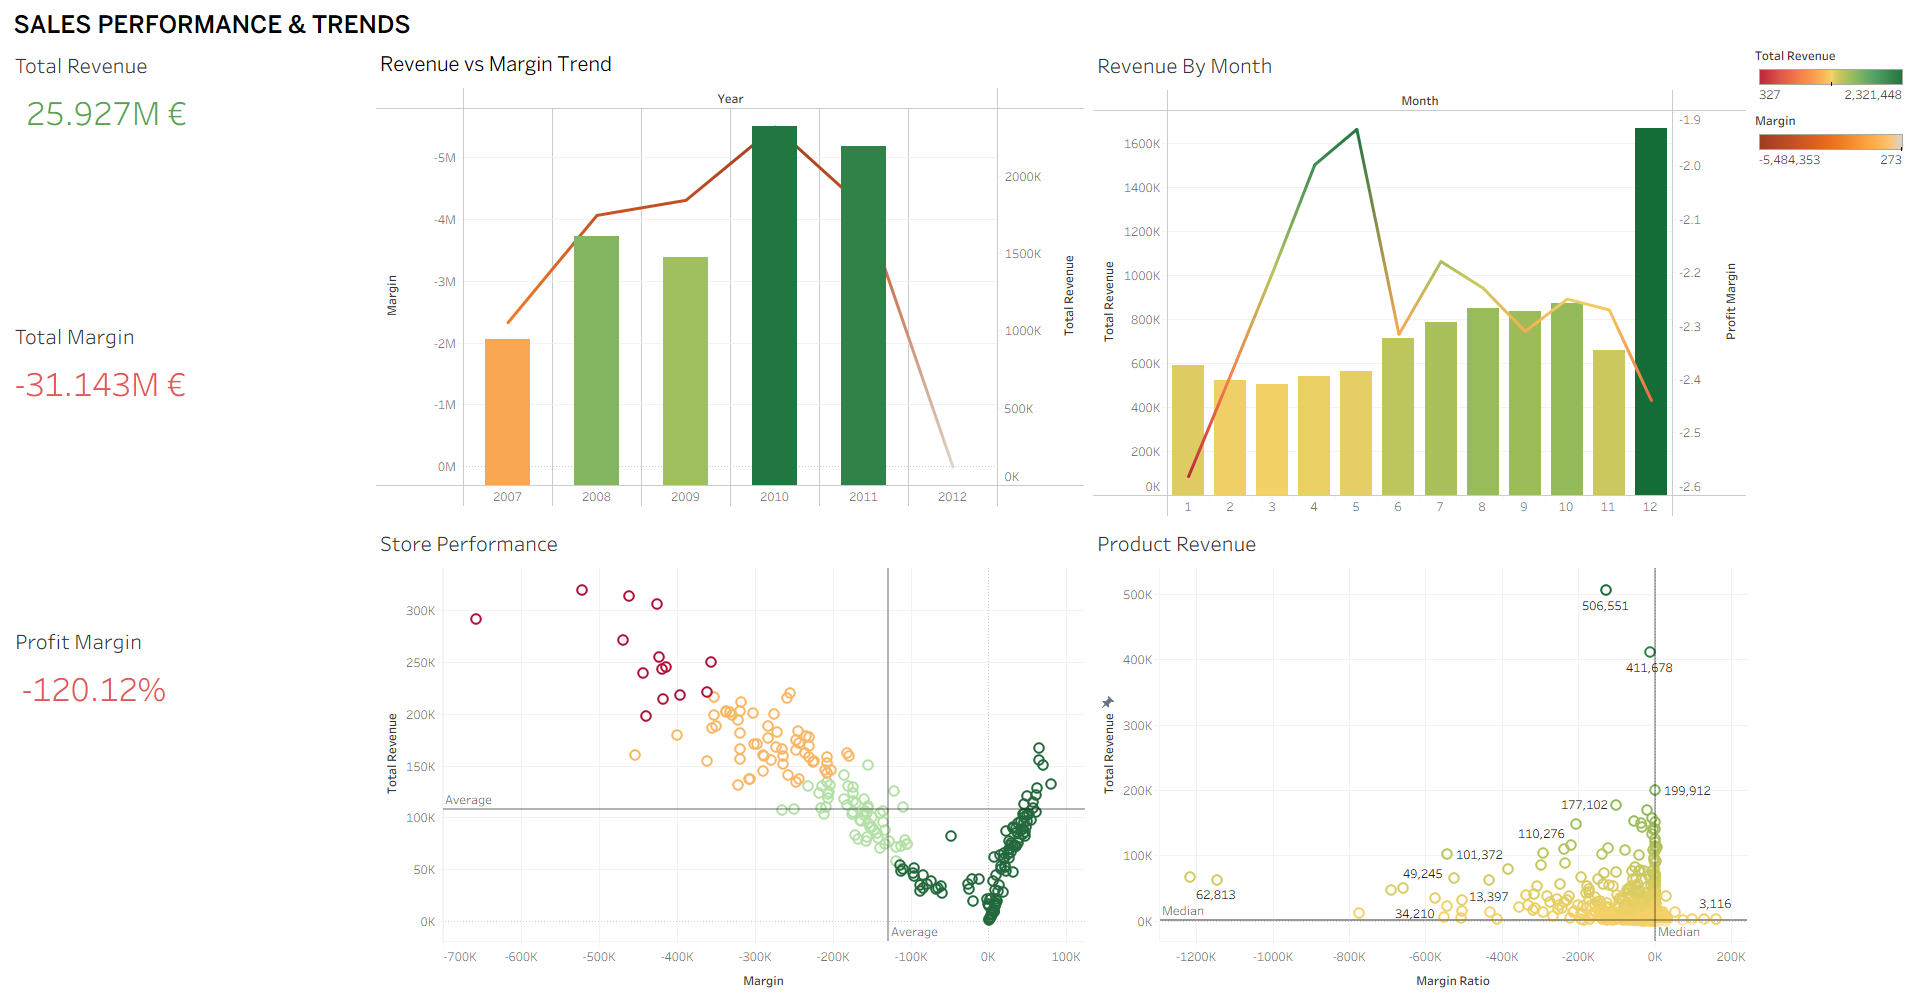 SALES PERFORMANCE & TRENDS
Total Revenue
25.927M €
Total Margin
-31.143M €
Profit Margin
-120.12%
Revenue vs Margin Trend
Year
Margin
-5M
-4M
-3M
-2M
-1M
0M
2000K
1500K
1000K
500K
0K
Total Revenue
2007 2008 2009 2010 2011 2012
Revenue By Month
Month
Total Revenue
1600K
1400K
1200K
1000K
800K
600K
400K
200K
0K
-1.9
-2.0
-2.1
-2.2
-2.3
-2.4
-2.5
-2.6
Profit Margin
1 2 3 4 5 6 7 8 9 10 11 12
Total Revenue
327 2,321,448
Margin
-5,484,353 273
Store Performance
Total Revenue
300K
250K
200K
150K
100K
50K
0K
Average
Average
-700K -600K -500K -400K -300K -200K -100K 0K 100K
Margin
Product Revenue
Total Revenue
500K
400K
300K
200K
100K
0K
506,551
411,678
199,912
177,102
110,276
101,372
49,245
62,813
13,397
34,210
3,116
Median
Median
-1200K -1000K -800K -600K -400K -200K 0K 200K
Margin Ratio